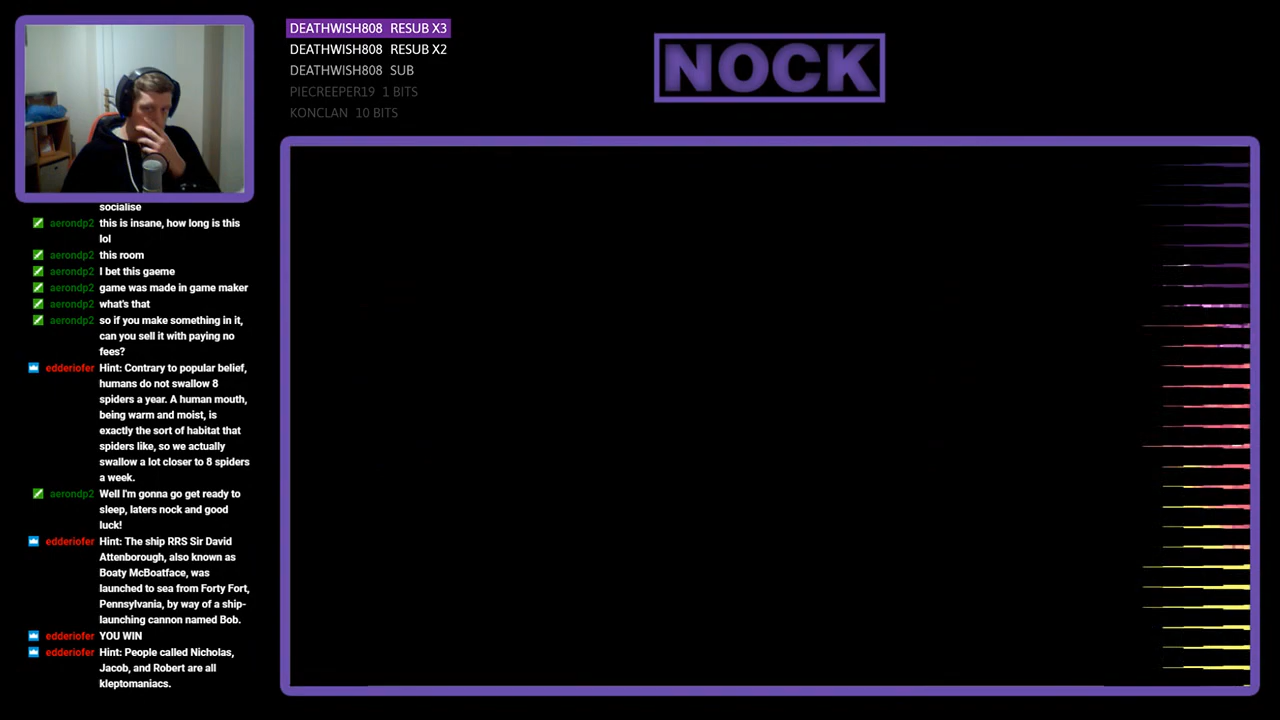 DEATHWISH808 RESUB X3
DEATHWISH808 RESUB X2
DEATHWISH808 SUB
PIECREEPER19 1 BITS
KONCLAN 10 BITS
NOCK
socialise
aerondp2 this is insane, how long is this
lol
aerondp2 this room
aerondp2 I bet this gaeme
aerondp2 game was made in game maker
aerondp2 what's that
aerondp2 so if you make something in it,
can you sell it with paying no
fees?
edderiofer Hint: Contrary to popular belief,
humans do not swallow 8
spiders a year. A human mouth,
being warm and moist, is
exactly the sort of habitat that
spiders like, so we actually
swallow a lot closer to 8 spiders
a week.
aerondp2 Well I'm gonna go get ready to
sleep, laters nock and good
luck!
edderiofer Hint: The ship RRS Sir David
Attenborough, also known as
Boaty McBoatface, was
launched to sea from Forty Fort,
Pennsylvania, by way of a ship-
launching cannon named Bob.
edderiofer YOU WIN
edderiofer Hint: People called Nicholas,
Jacob, and Robert are all
kleptomaniacs.